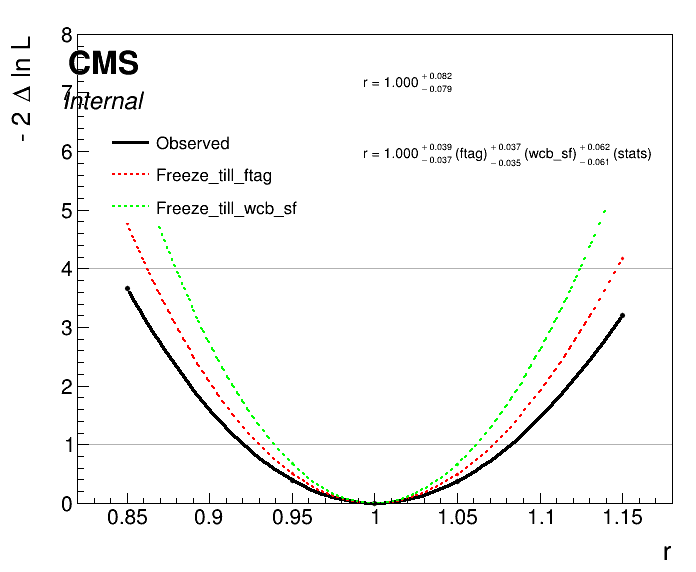 - 2 Δ ln L
8
7
6
5
4
3
2
1
0
CMS
Internal
Observed
Freeze_till_ftag
Freeze_till_wcb_sf
r = 1.000 + 0.082 - 0.079
r = 1.000 + 0.039 - 0.037 (ftag) + 0.037 - 0.035 (wcb_sf) + 0.062 - 0.061 (stats)
0.85 0.9 0.95 1 1.05 1.1 1.15
r